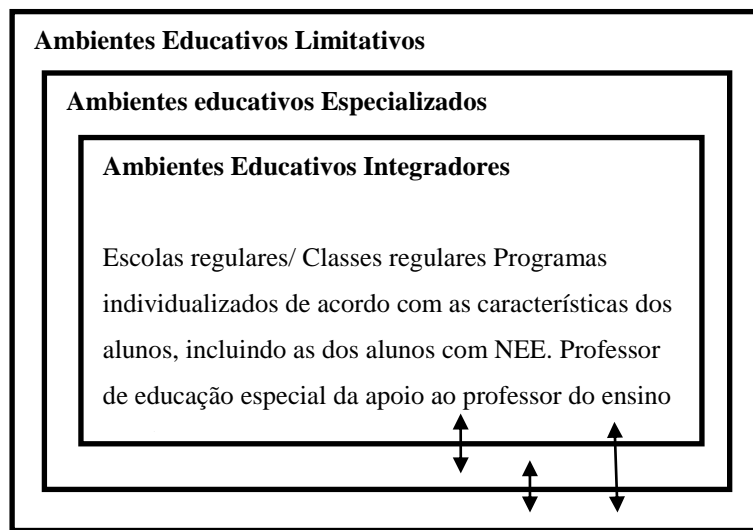 Ambientes Educativos Limitativos
Ambientes educativos Especializados
Ambientes Educativos Integradores
Escolas regulares/ Classes regulares Programas
individualizados de acordo com as características dos
alunos, incluindo as dos alunos com NEE. Professor
de educação especial da apoio ao professor do ensino